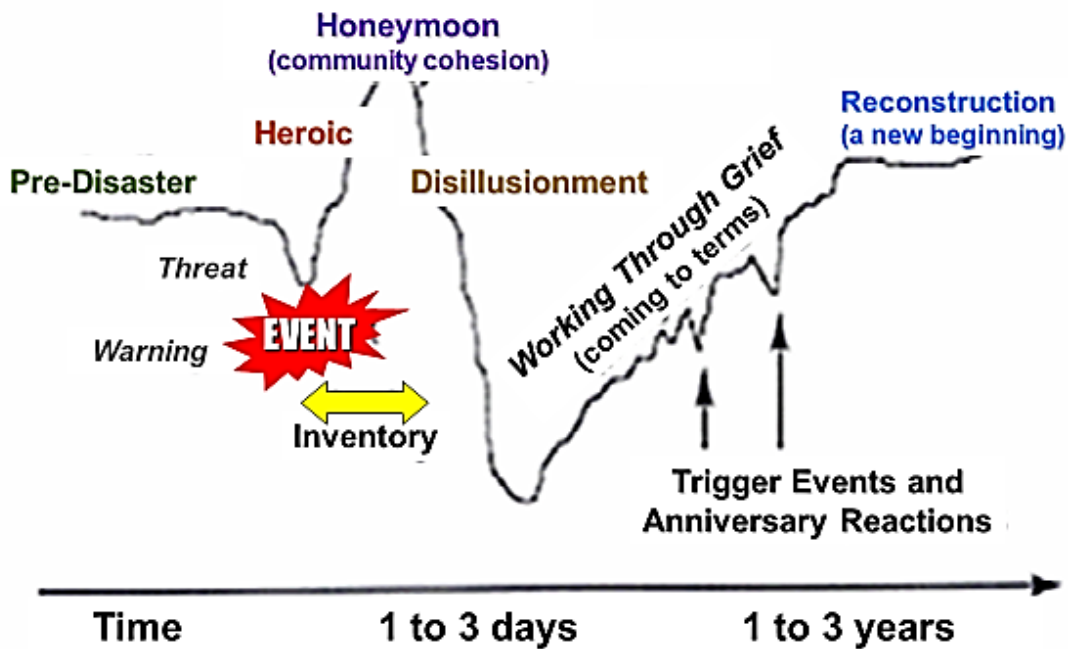 Honeymoon
(community cohesion)
Reconstruction
(a new beginning)
Heroic
Pre-Disaster
Disillusionment
Working Through Grief
(coming to terms)
Threat
Warning
EVENT
Inventory
Trigger Events and
Anniversary Reactions
Time 1 to 3 days 1 to 3 years